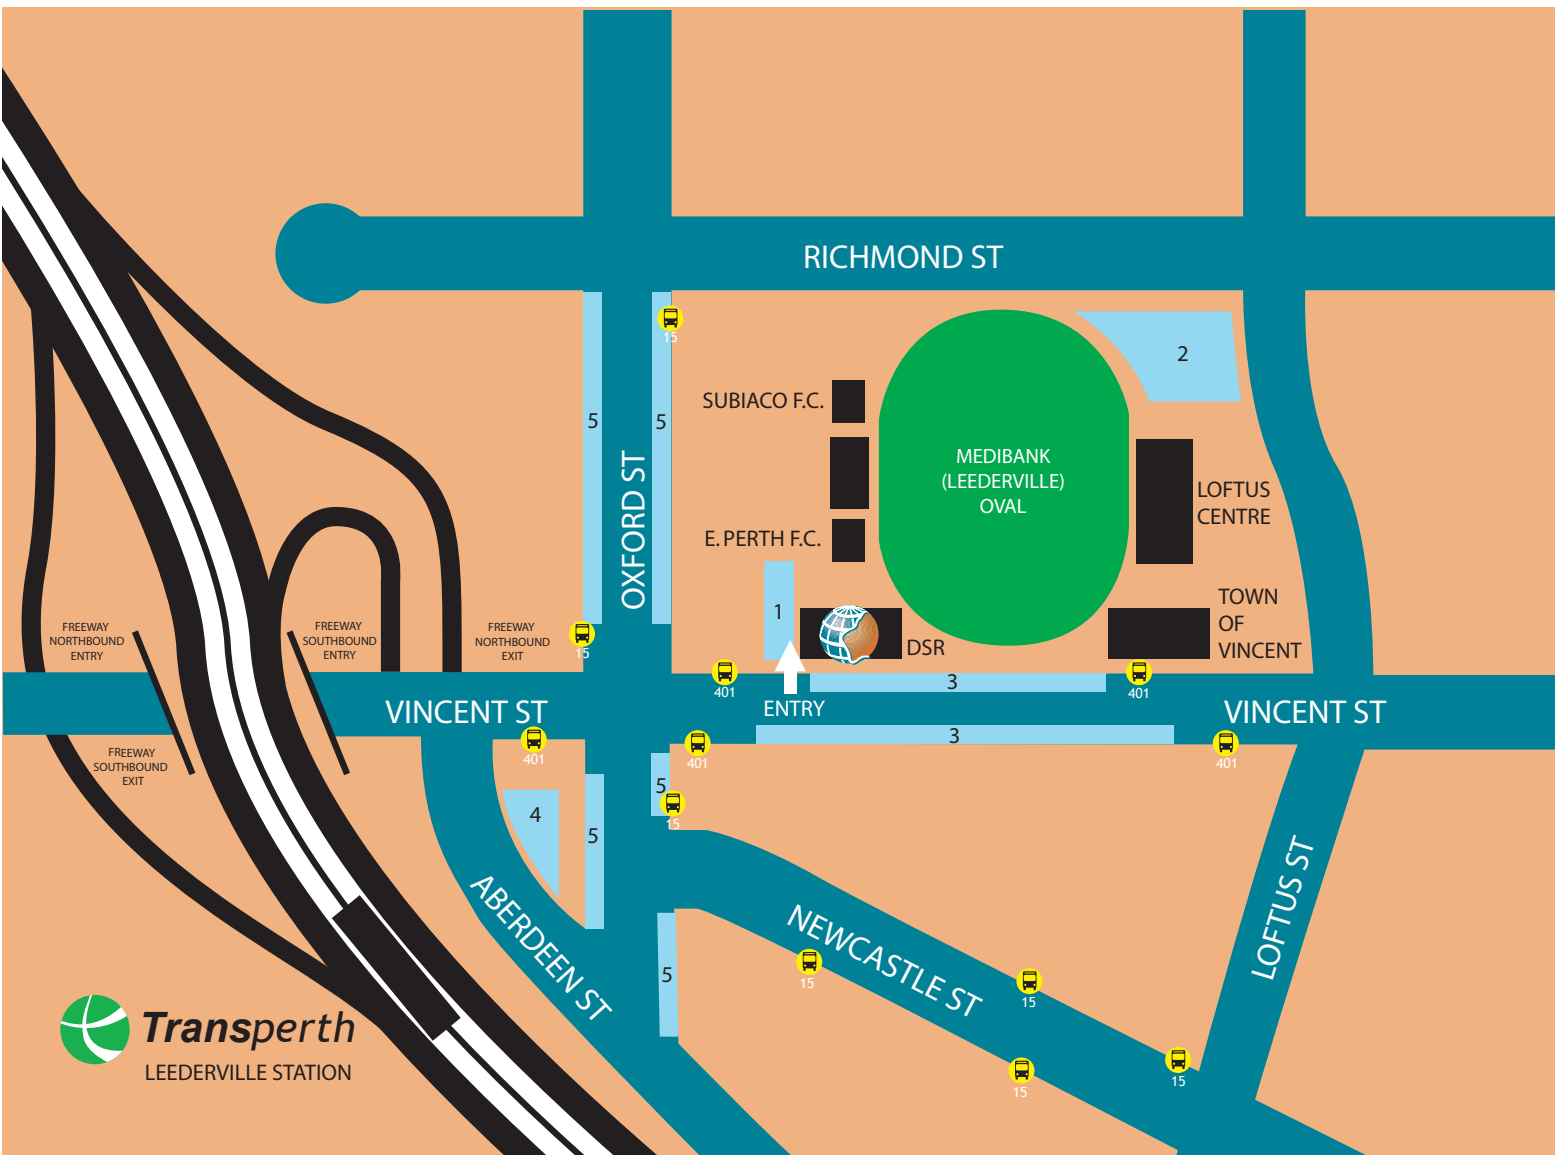 RICHMOND ST
15
2
5
5
SUBIACO F.C.
MEDIBANK
(LEEDERVILLE)
OVAL
OXFORD ST
LOFTUS
CENTRE
E. PERTH F.C.
1
TOWN
OF
VINCENT
DSR
FREEWAY
NORTHBOUND
ENTRY
FREEWAY
SOUTHBOUND
ENTRY
FREEWAY
NORTHBOUND
EXIT
15
401
3
401
ENTRY
VINCENT ST
VINCENT ST
3
401
401
401
FREEWAY
SOUTHBOUND
EXIT
5
15
4
5
ABERDEEN ST
NEWCASTLE ST
LOFTUS ST
5
15
15
15
15
Transperth
LEEDERVILLE STATION